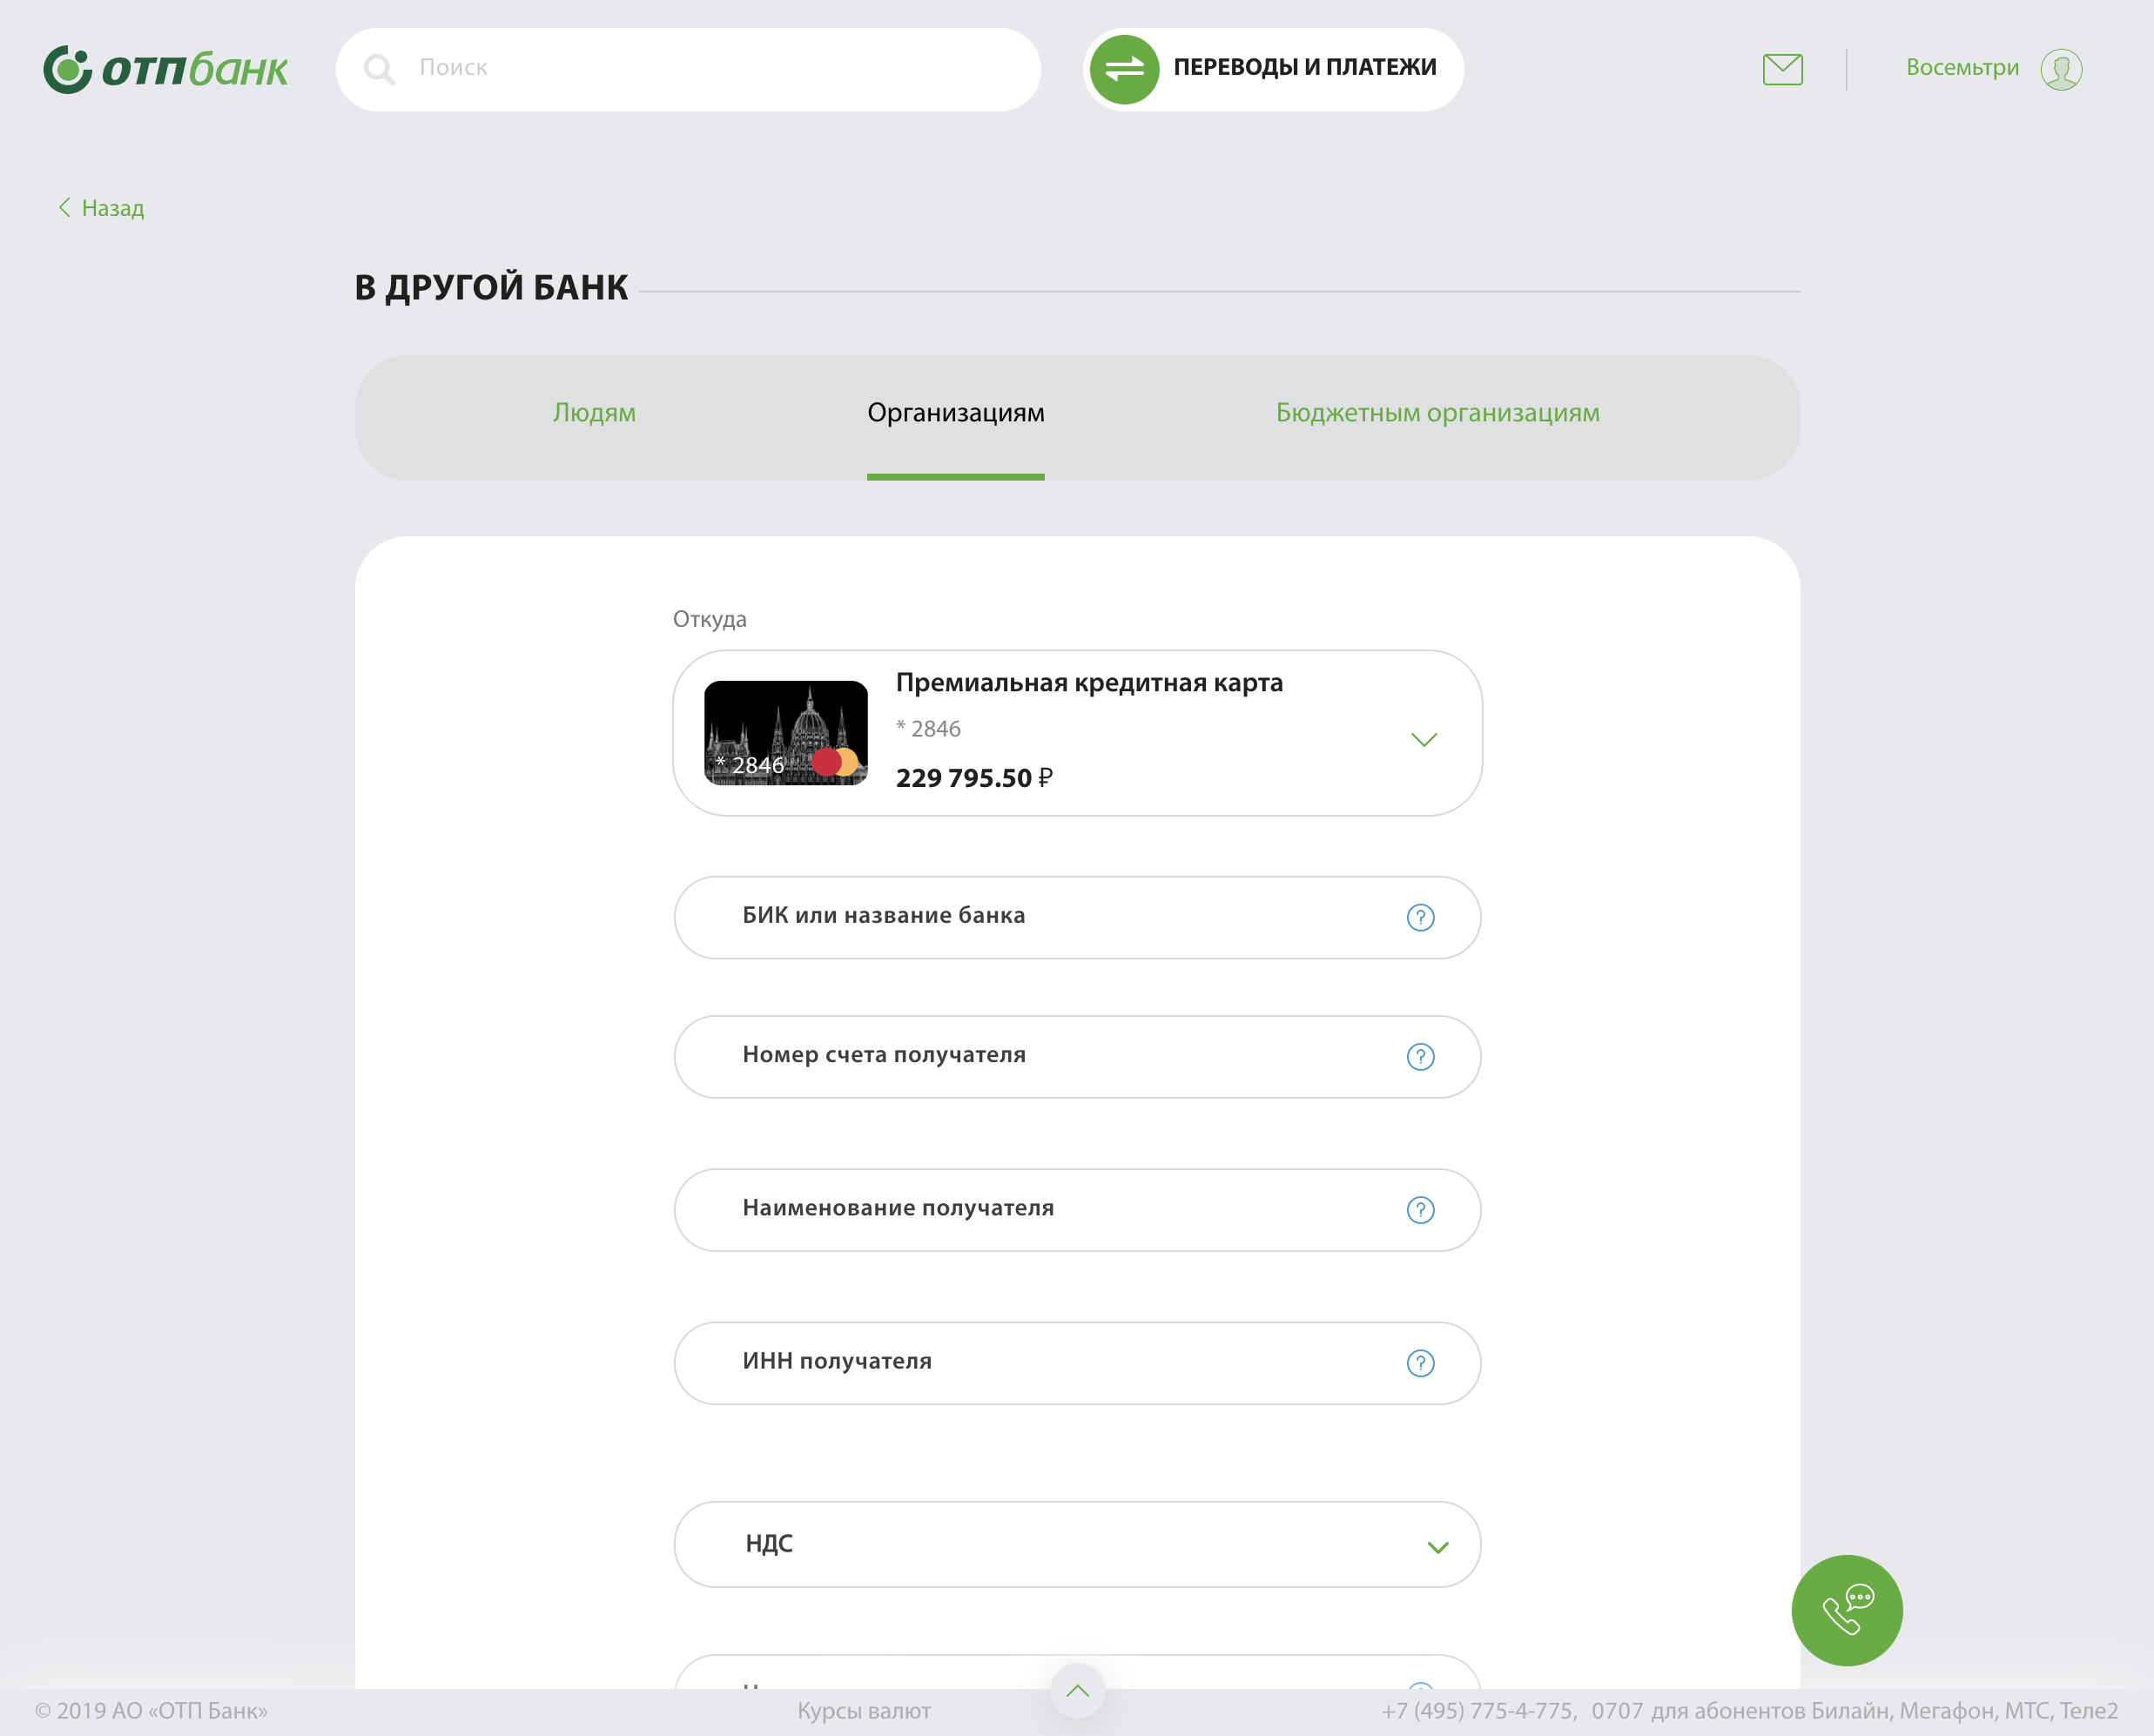 ОТПбанк
Поиск
ПЕРЕВОДЫ И ПЛАТЕЖИ
Восемьтри
Назад
В ДРУГОЙ БАНК
Людям
Организациям
Бюджетным организациям
Откуда
Премиальная кредитная карта
* 2846
* 2846
229 795.50 ₽
БИК или название банка
?
Номер счета получателя
?
Наименование получателя
?
ИНН получателя
?
НДС
© 2019 АО «ОТП Банк»
Курсы валют
+7 (495) 775-4-775, 0707 для абонентов Билайн, Мегафон, МТС, Теле2